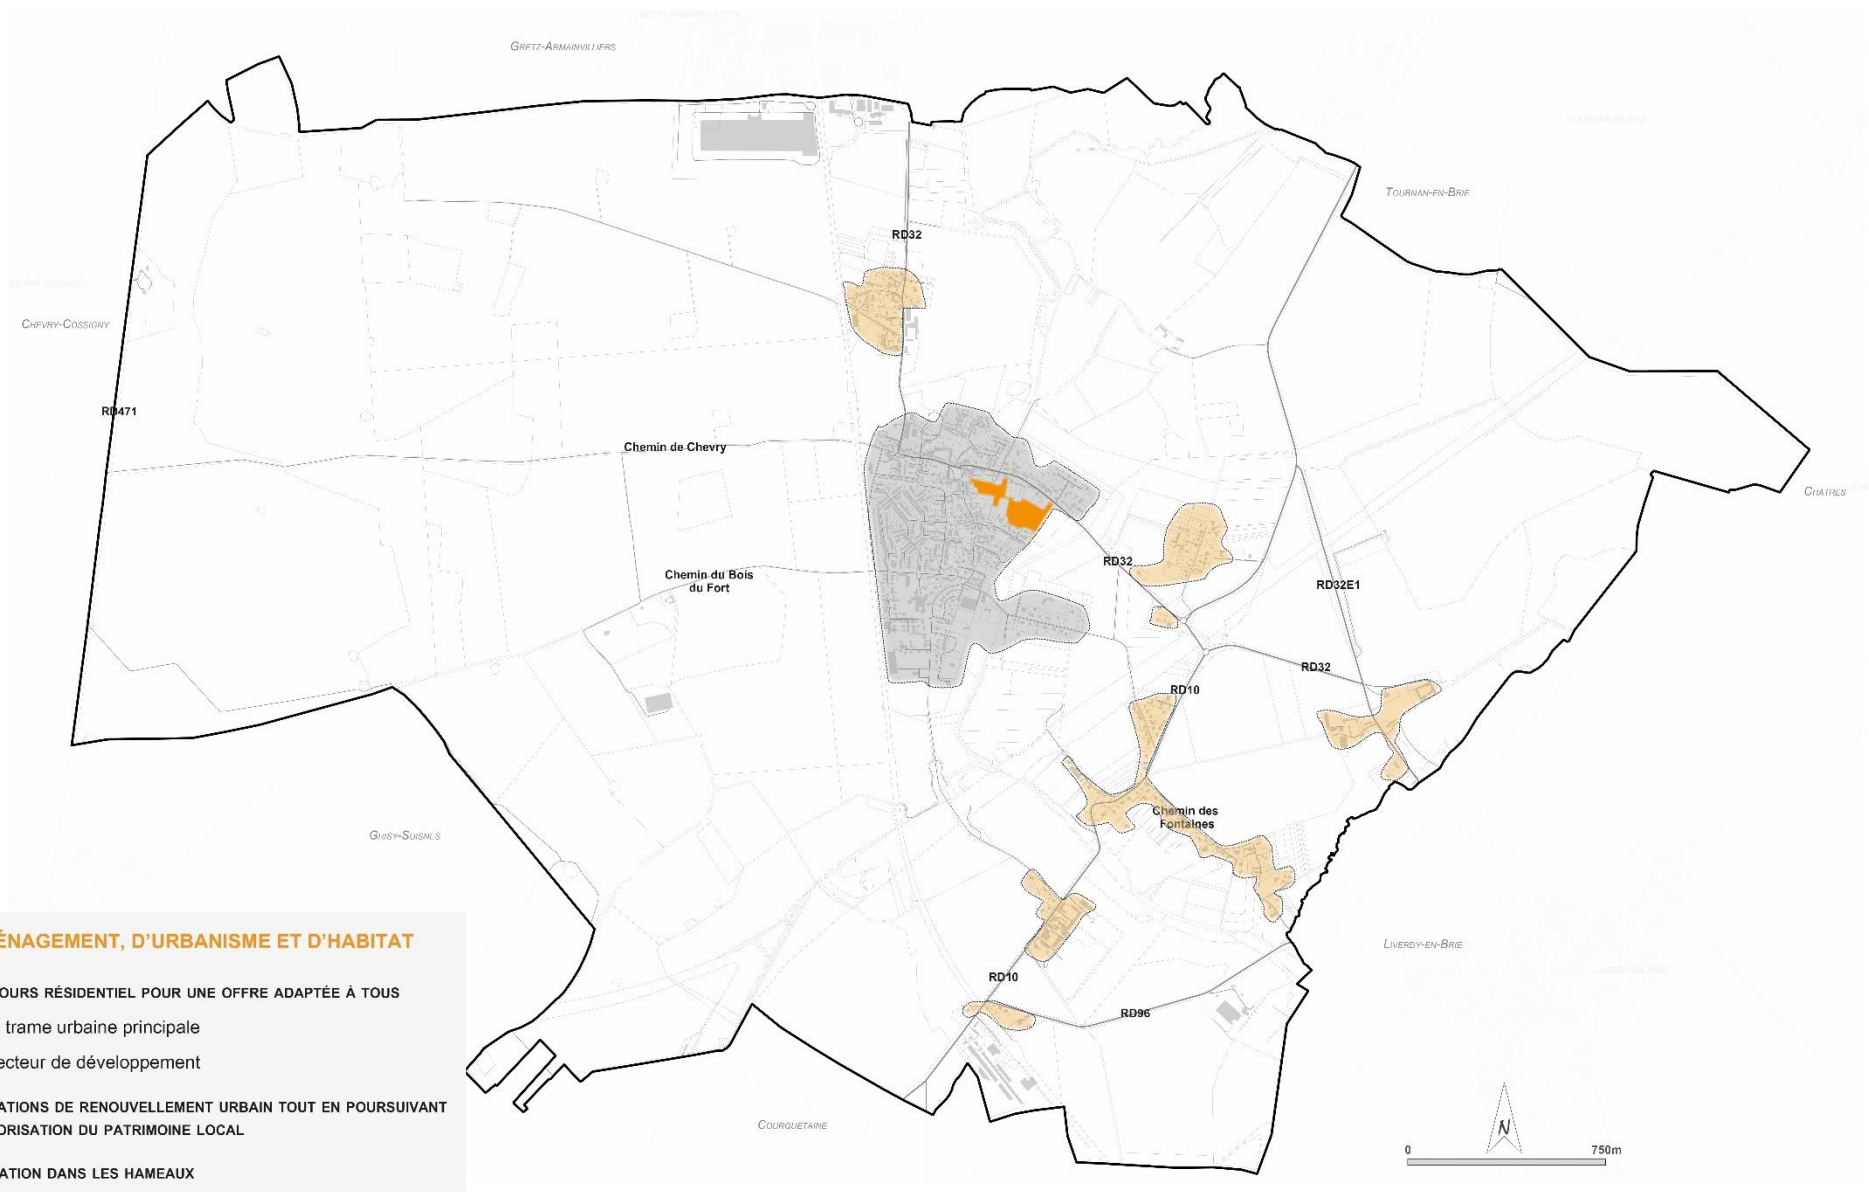 GRETZ-ARMAINVILLIERS
TOURNAN-EN-BRIE
RD32
CHEVRY-COSSIGNY
RD471
Chemin de Chevry
CHATRES
RD32
Chemin du Bois
du Fort
RD32E1
RD32
RD10
Chemin des
Fontaines
GRISY-SUISNES
LIVERDY-EN-BRIE
RD10
RD96
COURQUETAINE
ÉNAGEMENT, D'URBANISME ET D'HABITAT
OURS RÉSIDENTIEL POUR UNE OFFRE ADAPTÉE À TOUS
trame urbaine principale
ecteur de développement
ATIONS DE RENOUVELLEMENT URBAIN TOUT EN POURSUIVANT
ORISATION DU PATRIMOINE LOCAL
ATION DANS LES HAMEAUX
N
0 750m